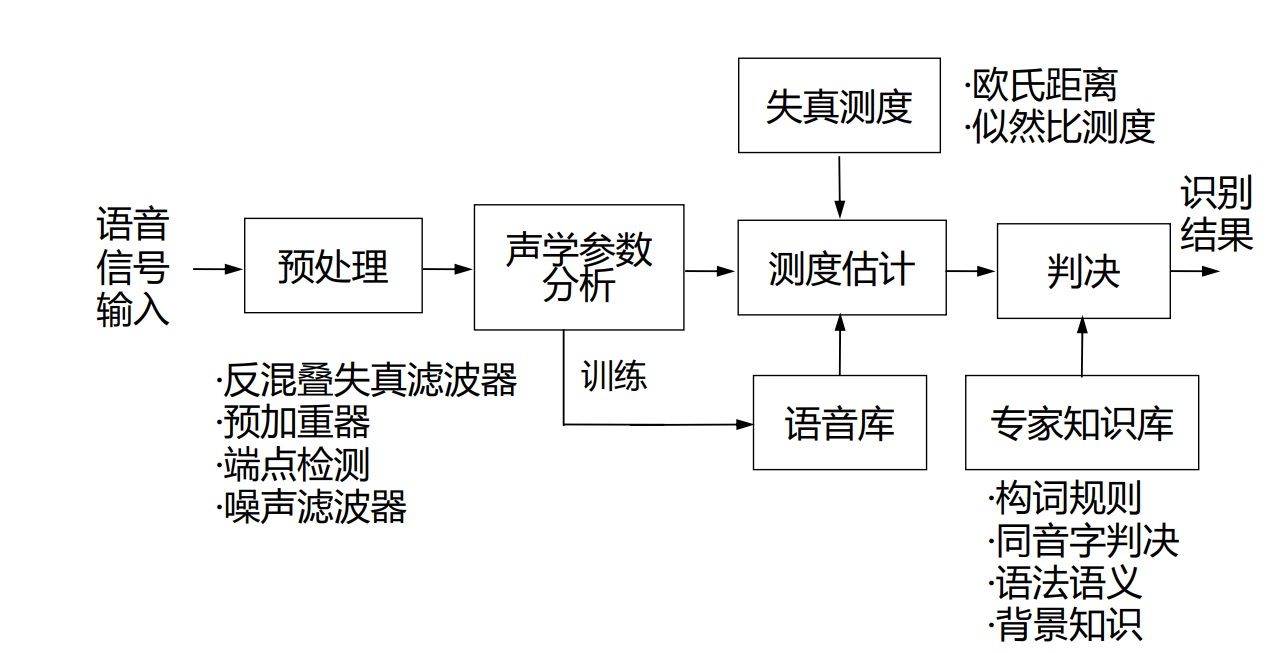 失真测度
·欧氏距离
·似然比测度
语音
信号
输入
预处理
声学参数
分析
测度估计
判决
识别
结果
·反混叠失真滤波器
·预加重器
·端点检测
·噪声滤波器
训练
语音库
专家知识库
·构词规则
·同音字判决
·语法语义
·背景知识